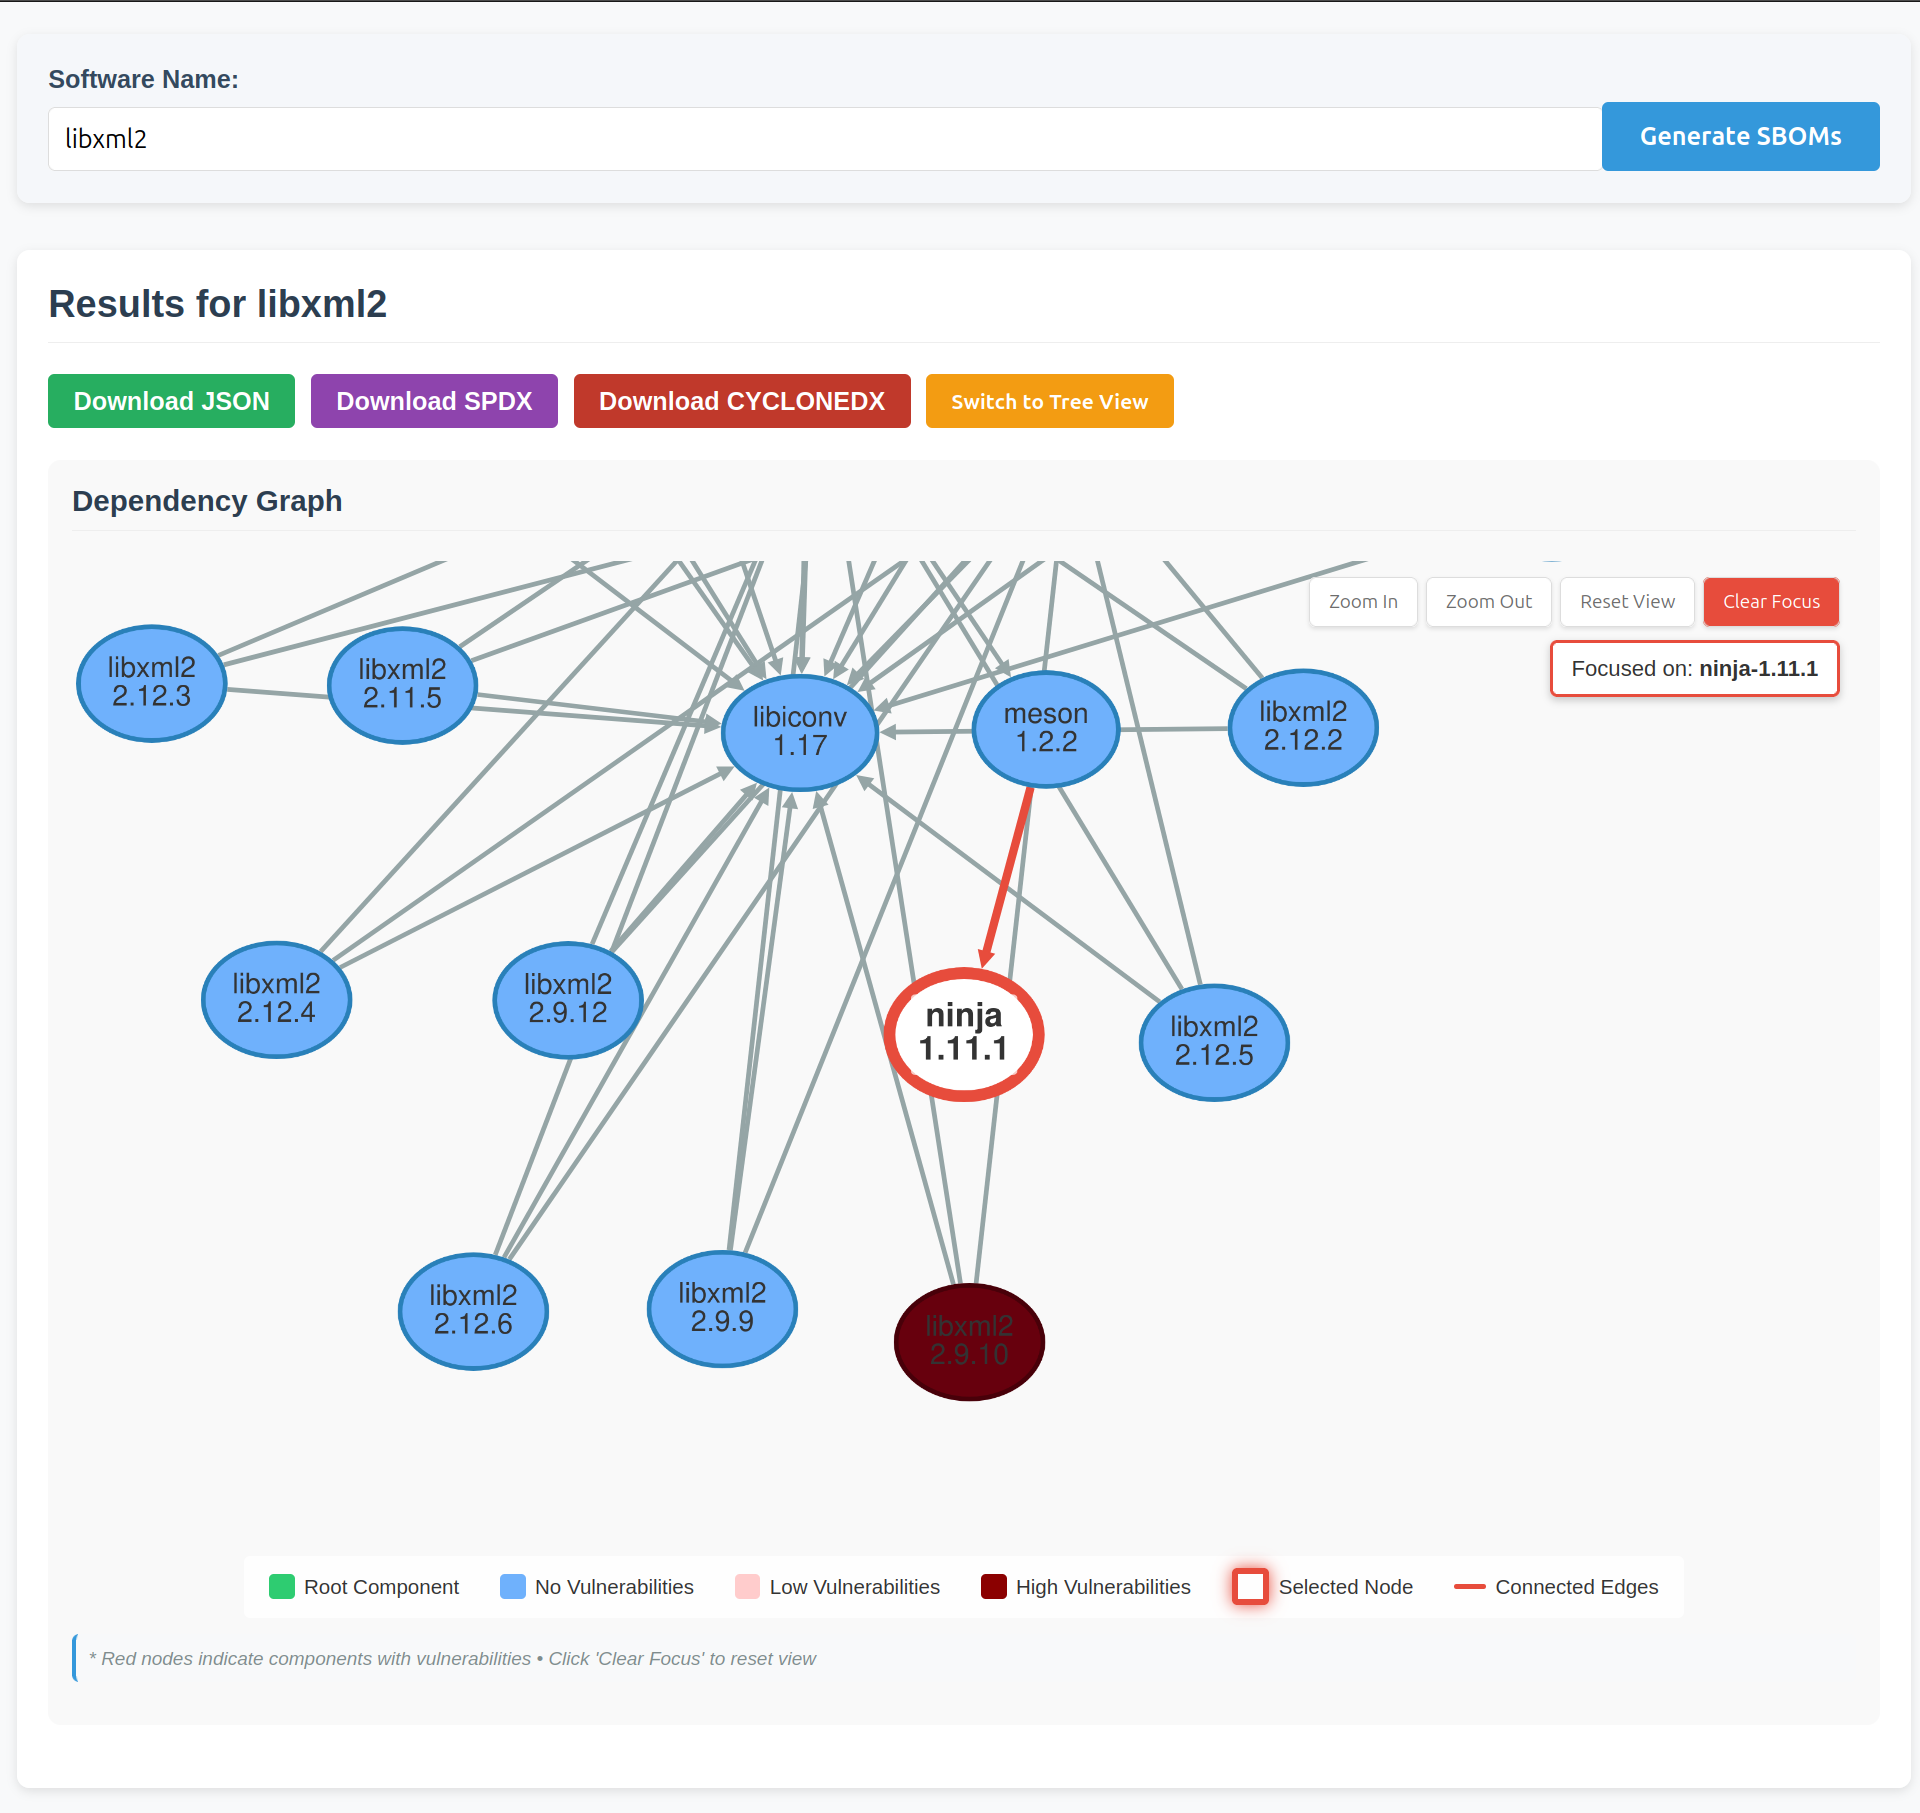 Software Name:
libxml2
Generate SBOMs
Results for libxml2
Download JSON
Download SPDX
Download CYCLONEDX
Switch to Tree View
Dependency Graph
Zoom In
Zoom Out
Reset View
Clear Focus
Focused on: ninja-1.11.1
libxml2
2.12.3
libxml2
2.11.5
libiconv
1.17
meson
1.2.2
libxml2
2.12.2
libxml2
2.12.4
libxml2
2.9.12
ninja
1.11.1
libxml2
2.12.5
libxml2
2.12.6
libxml2
2.9.9
libxml2
2.9.10
Root Component
No Vulnerabilities
Low Vulnerabilities
High Vulnerabilities
Selected Node
Connected Edges
* Red nodes indicate components with vulnerabilities • Click 'Clear Focus' to reset view